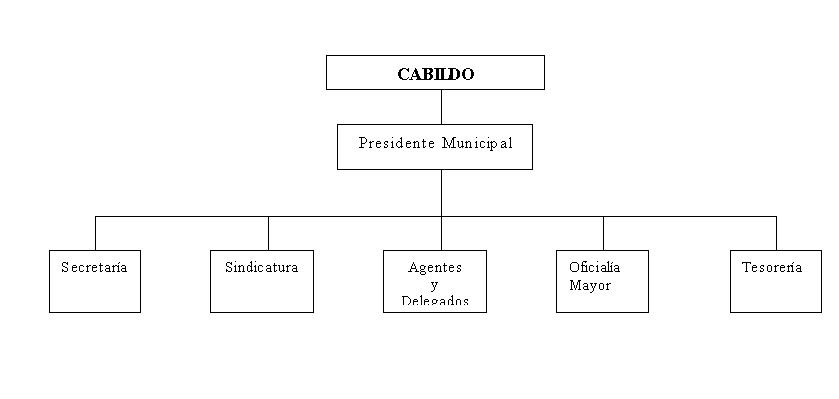 CABILDO
Presidente Municipal
Secretaría
Sindicatura
Agentes
y
Delegados
Oficialía
Mayor
Tesorería